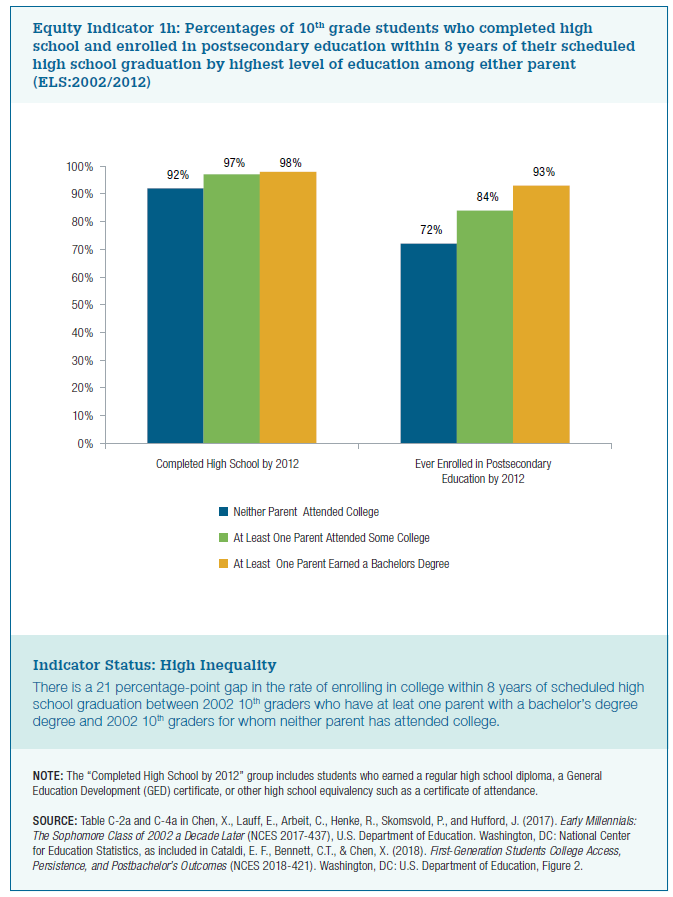 Equity Indicator 1h: Percentages of 10th grade students who completed high
school and enrolled in postsecondary education within 8 years of their scheduled
high school graduation by highest level of education among either parent
(ELS:2002/2012)
100%
90%
80%
70%
60%
50%
40%
30%
20%
10%
0%
92%
97%
98%
72%
84%
93%
Completed High School by 2012
Ever Enrolled in Postsecondary
Education by 2012
Neither Parent Attended College
At Least One Parent Attended Some College
At Least One Parent Earned a Bachelors Degree
Indicator Status: High Inequality
There is a 21 percentage-point gap in the rate of enrolling in college within 8 years of scheduled high
school graduation between 2002 10th graders who have at leat one parent with a bachelor's degree
degree and 2002 10th graders for whom neither parent has attended college.
NOTE: The "Completed High School by 2012" group includes students who earned a regular high school diploma, a General
Education Development (GED) certificate, or other high school equivalency such as a certificate of attendance.
SOURCE: Table C-2a and C-4a in Chen, X., Lauff, E., Arbeit, C., Henke, R., Skomsvold, P., and Hufford, J. (2017). Early Millennials:
The Sophomore Class of 2002 a Decade Later (NCES 2017-437), U.S. Department of Education. Washington, DC: National Center
for Education Statistics, as included in Cataldi, E. F., Bennett, C.T., & Chen, X. (2018). First-Generation Students College Access,
Persistence, and Postbachelor's Outcomes (NCES 2018-421). Washington, DC: U.S. Department of Education, Figure 2.